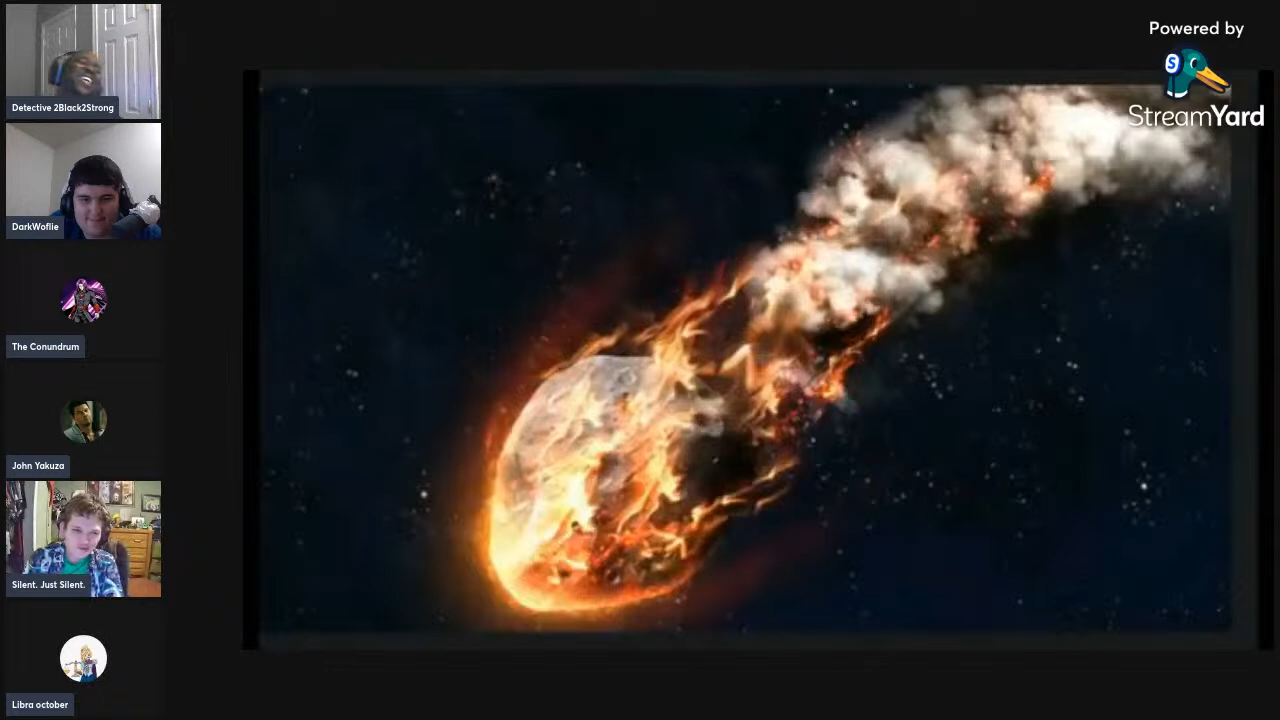 Powered by
StreamYard
Detective 2Black2Strong
DarkWoflie
The Conundrum
John Yakuza
Silent. Just Silent.
Libra october